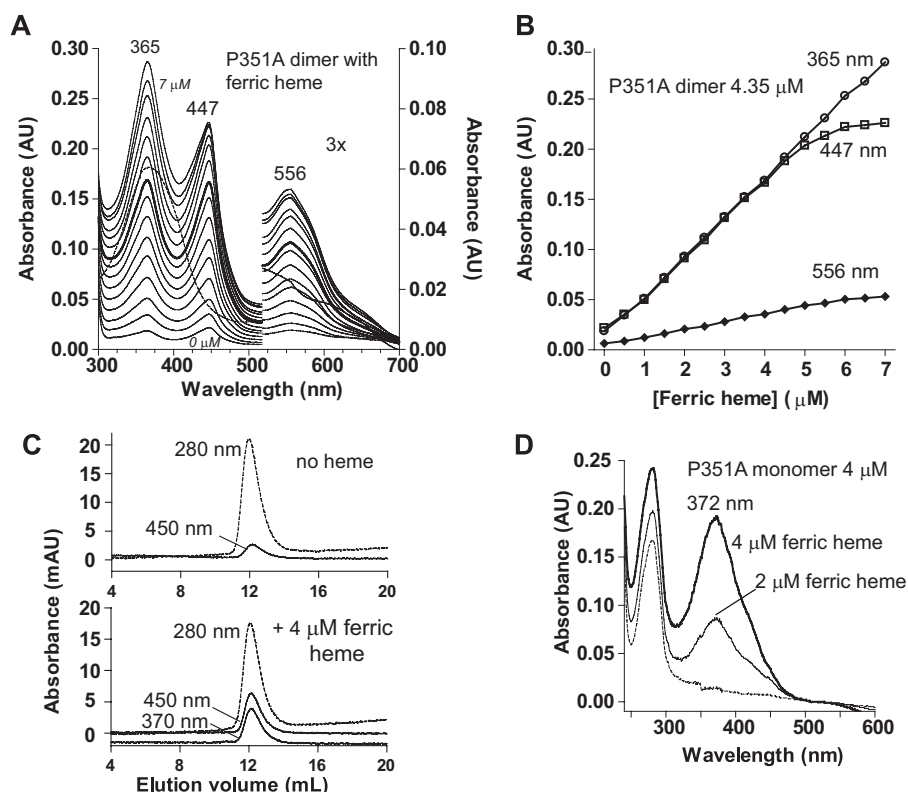 A
0.30
0.25
0.20
0.15
0.10
0.05
0.00
Absorbance (AU)
365
7 μM
447
P351A dimer with
ferric heme
3x
556
0 μM
0.10
0.08
0.06
0.04
0.02
0.00
Absorbance
(AU)
300
400
500
600
700
Wavelength (nm)
B
0.30
0.25
0.20
0.15
0.10
0.05
0.00
Absorbance (AU)
365 nm
P351A dimer 4.35 μM
447 nm
556 nm
0 1 2 3 4 5 6 7
[Ferric heme] ( μM)
C
Absorbance (mAU)
20
15
10
5
0
280 nm
no heme
450 nm
4 8 12 16 20
20
15
10
5
0
280 nm
+ 4 μM ferric
heme
450 nm
370 nm
4 8 12 16 20
Elution volume (mL)
D
0.25
0.20
0.15
0.10
0.05
0.00
Absorbance (AU)
P351A monomer 4 μM
372 nm
4 μM ferric heme
2 μM ferric heme
300 400 500 600
Wavelength (nm)